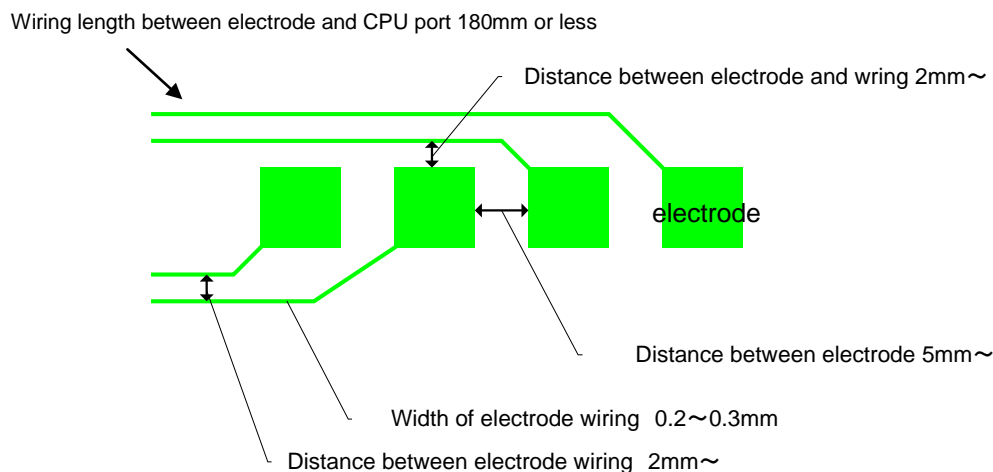 Wiring length between electrode and CPU port 180mm or less
Distance between electrode and wring 2mm～
electrode
Distance between electrode 5mm～
Width of electrode wiring 0.2～0.3mm
Distance between electrode wiring 2mm～